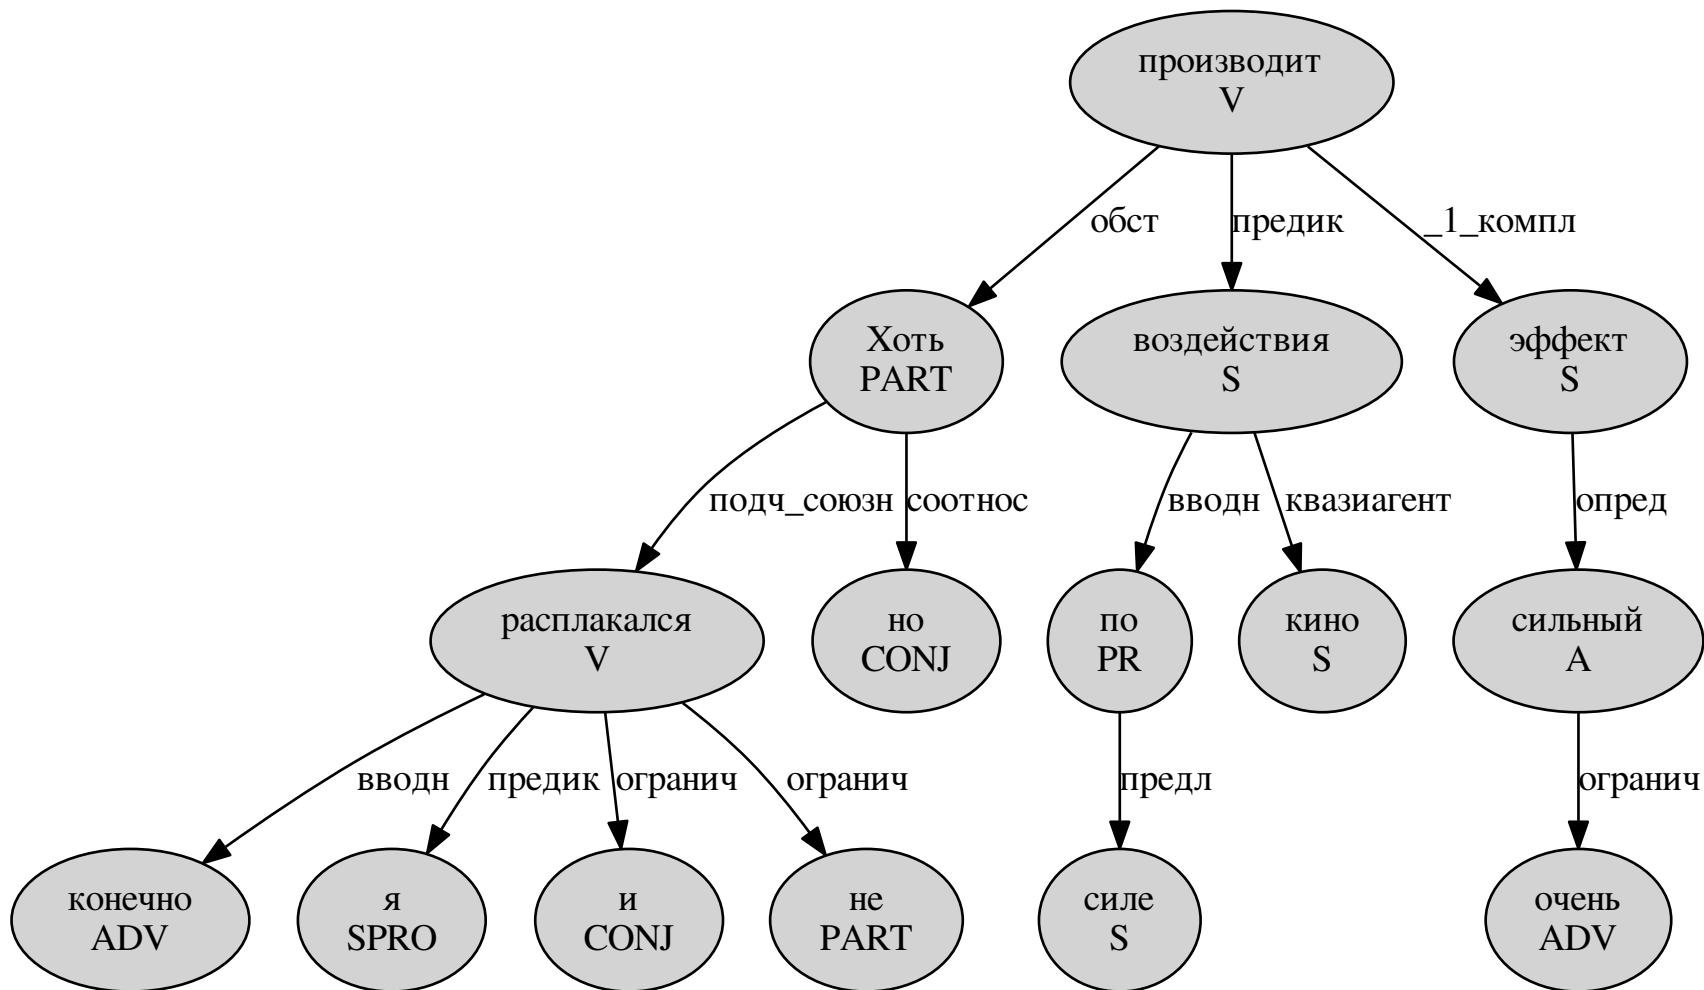 производит
V
обст
предик
_1_компл
Хоть
PART
воздействия
S
эффект
S
подч_союзн
соотнос
вводн
квазиагент
опред
расплакался
V
но
CONJ
по
PR
кино
S
сильный
A
вводн
предик
огранич
огранич
предл
огранич
конечно
ADV
я
SPRO
и
CONJ
не
PART
силе
S
очень
ADV